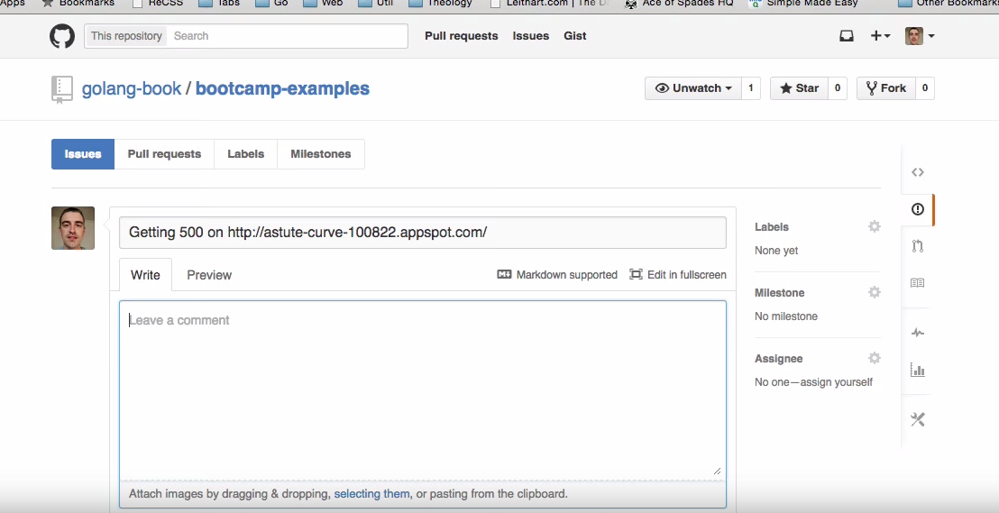 Apps Bookmarks ReCSS Tabs Go Web Util Theology Leithart.com | The D Ace of Spades HQ Simple Made Easy Other Bookmarks
This repository Search Pull requests Issues Gist
golang-book / bootcamp-examples Unwatch 1 Star 0 Fork 0
Issues Pull requests Labels Milestones
Getting 500 on http://astute-curve-100822.appspot.com/
Labels
None yet
Write Preview Markdown supported Edit in fullscreen
Milestone
No milestone
Leave a comment
Assignee
No one—assign yourself
Attach images by dragging & dropping, selecting them, or pasting from the clipboard.